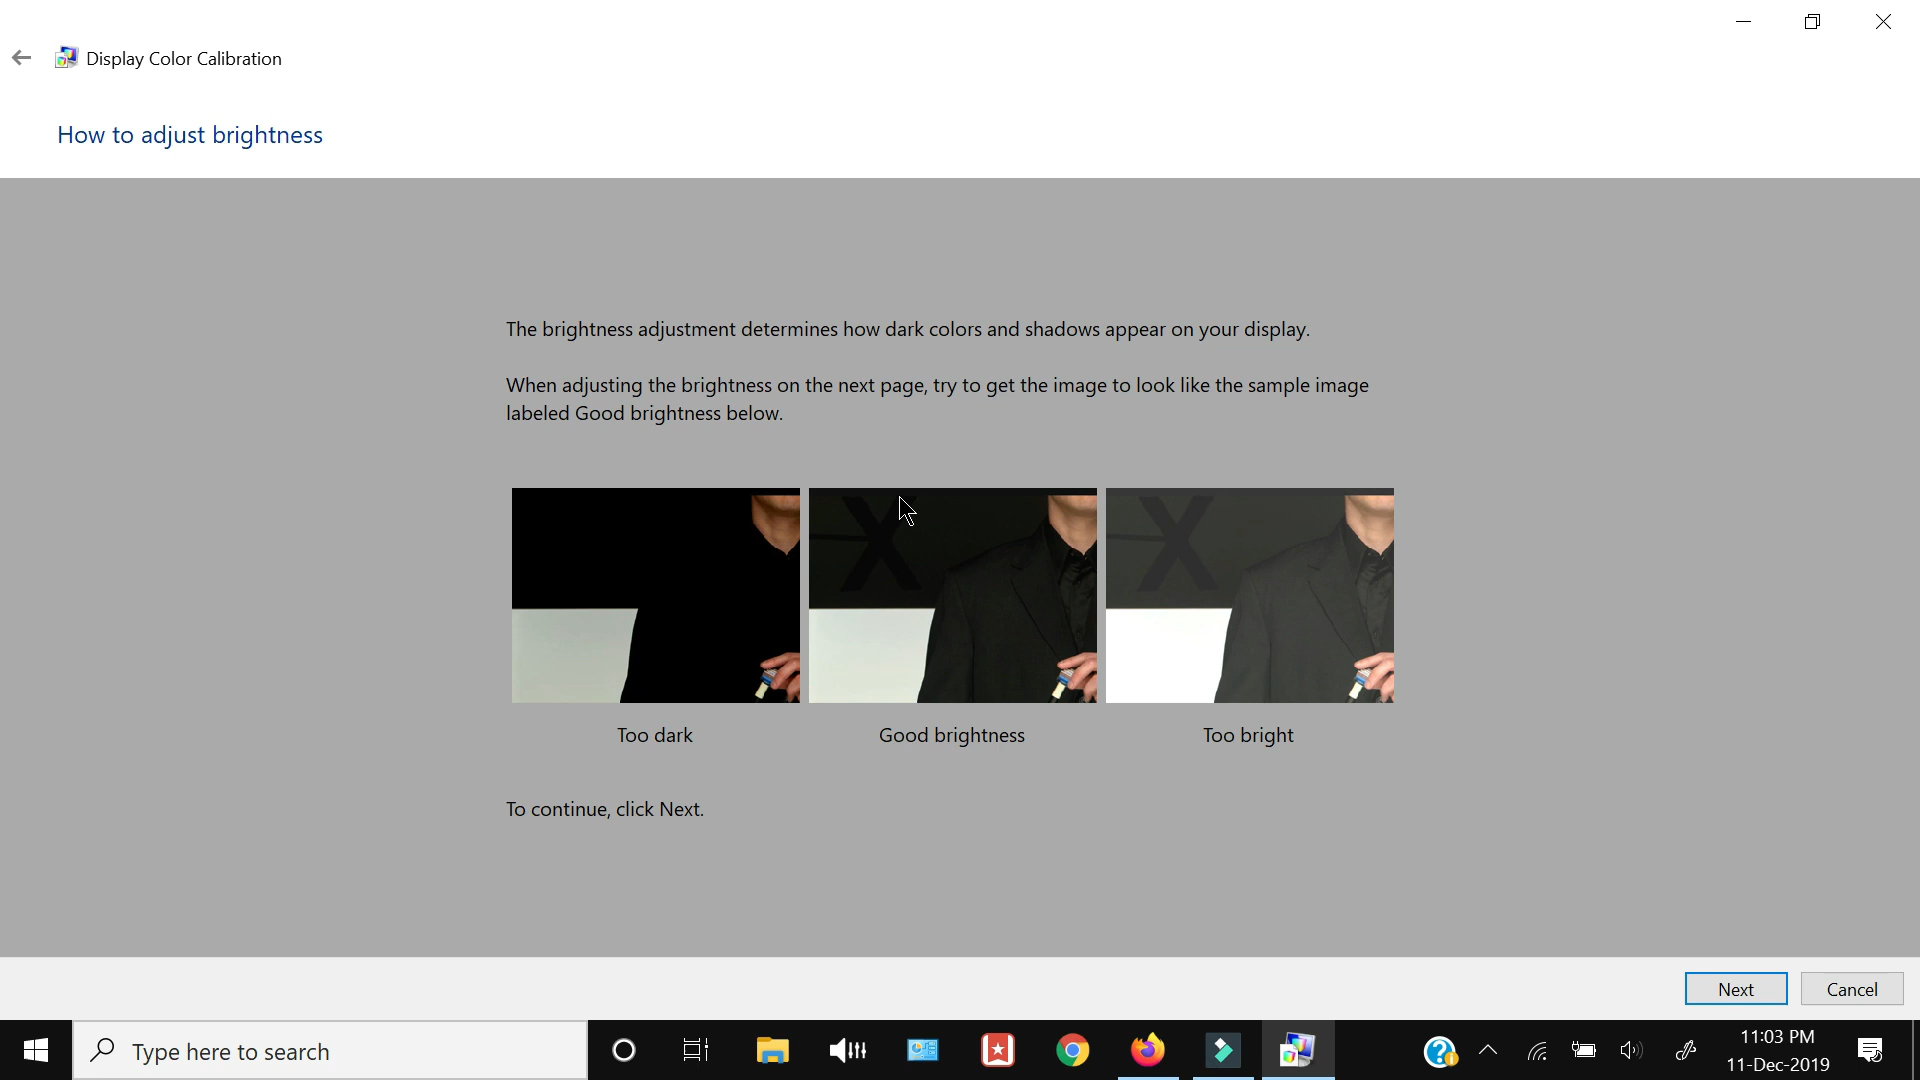 Display Color Calibration
How to adjust brightness
The brightness adjustment determines how dark colors and shadows appear on your display.
When adjusting the brightness on the next page, try to get the image to look like the sample image
labeled Good brightness below.
X X
Too dark Good brightness Too bright
To continue, click Next.
Next Cancel
Type here to search
11:03 PM
11-Dec-2019